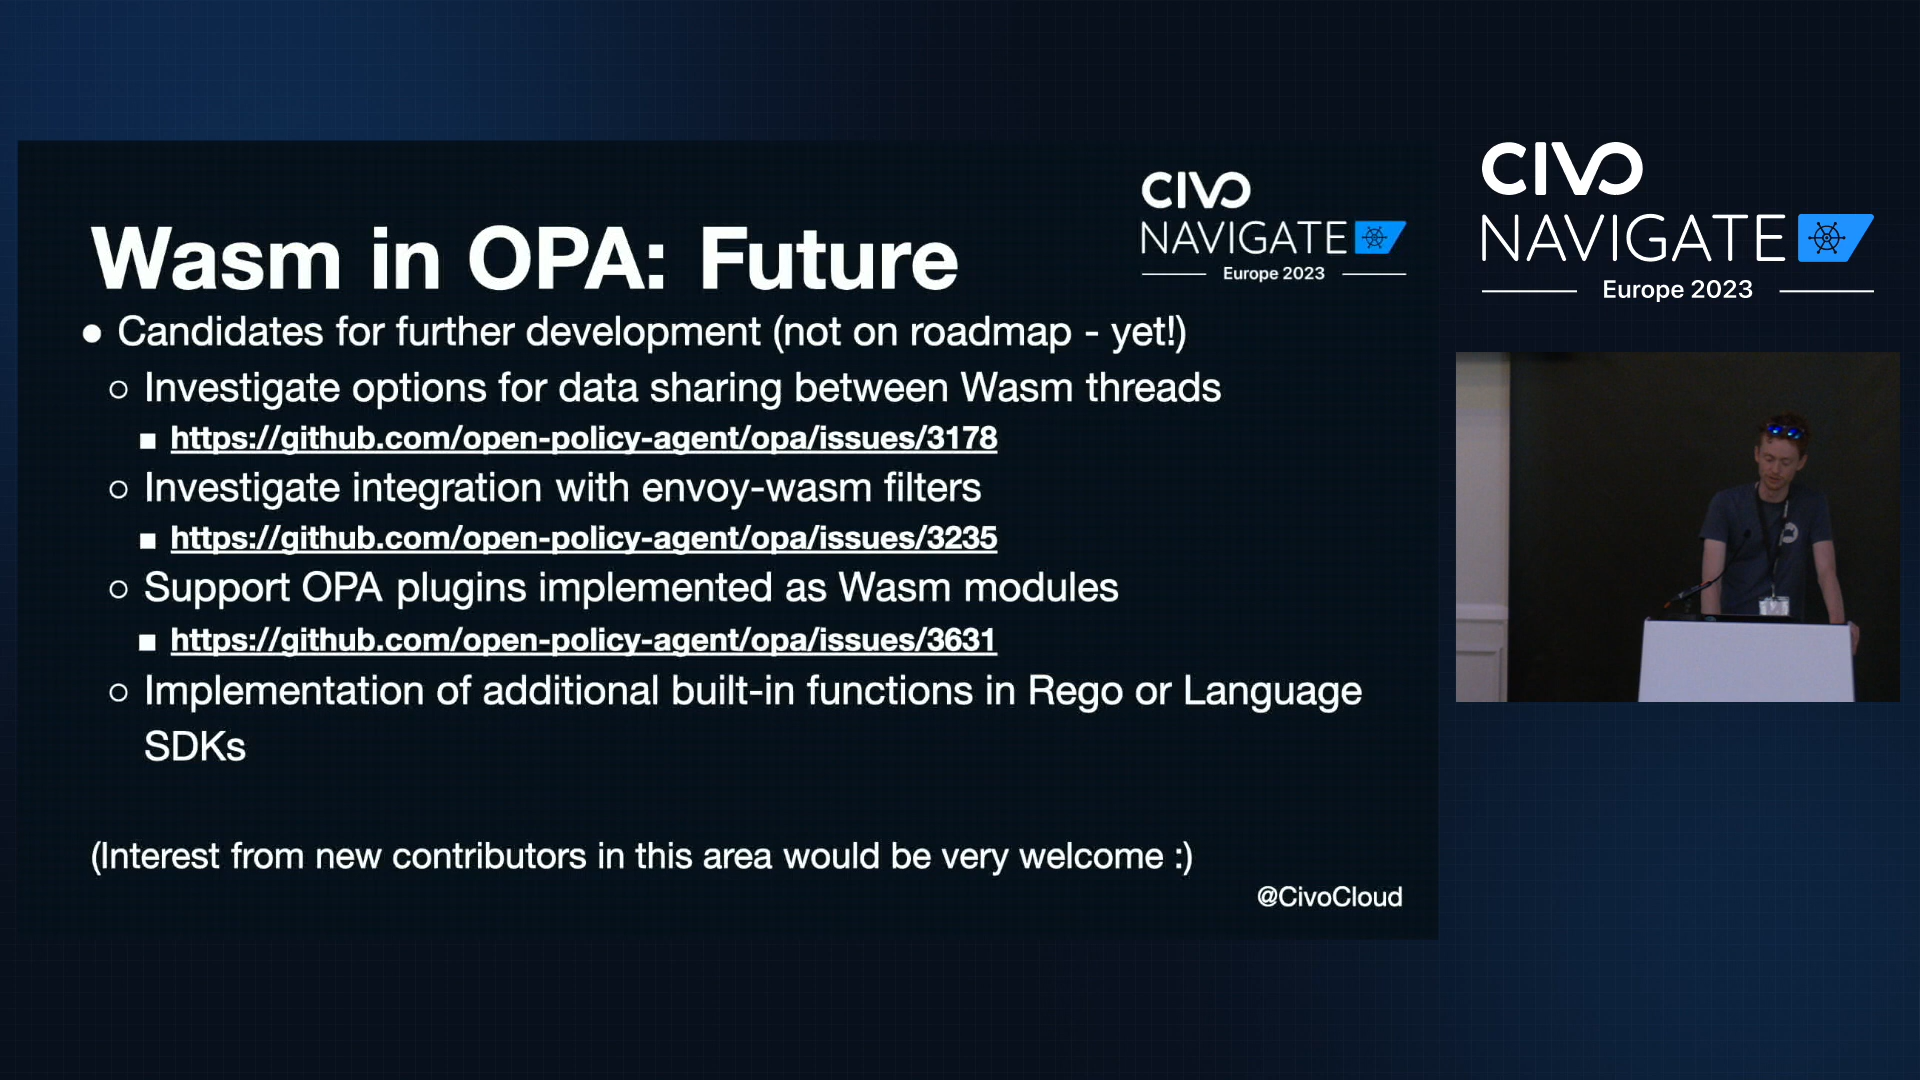 CIVO
NAVIGATE
Europe 2023
Wasm in OPA: Future
● Candidates for further development (not on roadmap - yet!)
○ Investigate options for data sharing between Wasm threads
■ https://github.com/open-policy-agent/opa/issues/3178
○ Investigate integration with envoy-wasm filters
■ https://github.com/open-policy-agent/opa/issues/3235
○ Support OPA plugins implemented as Wasm modules
■ https://github.com/open-policy-agent/opa/issues/3631
○ Implementation of additional built-in functions in Rego or Language
SDKs
(Interest from new contributors in this area would be very welcome :)
@CivoCloud
CIVO
NAVIGATE
Europe 2023